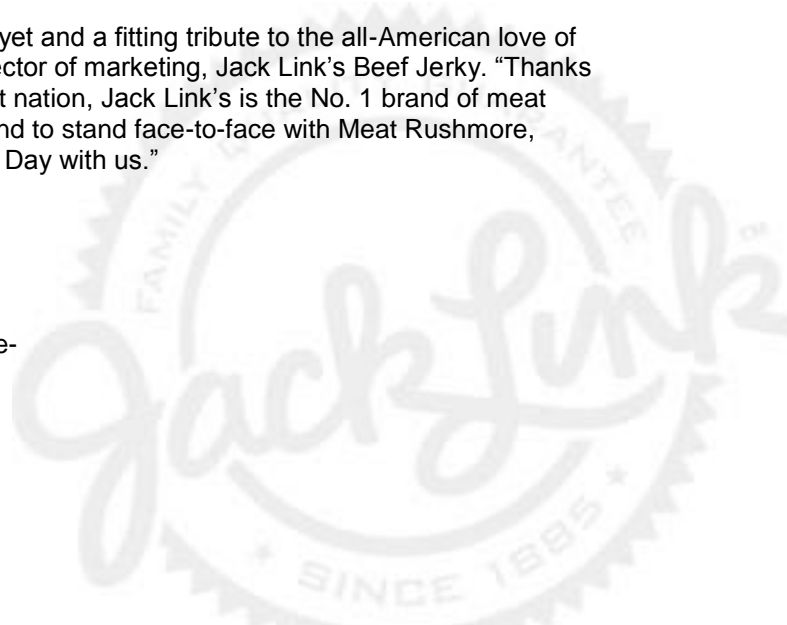 yet and a fitting tribute to the all-American love of
ector of marketing, Jack Link’s Beef Jerky. “Thanks
t nation, Jack Link’s is the No. 1 brand of meat
nd to stand face-to-face with Meat Rushmore,
Day with us.”
e-
FAMILY QUALITY GUARANTEE
Jack Link's
SINCE 1885